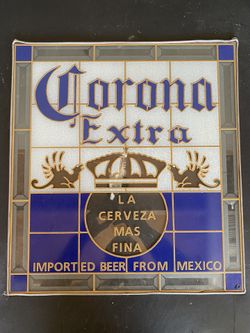 Corona
Extra
LA
CERVEZA
MAS
FINA
IMPORTED BEER FROM MEXICO